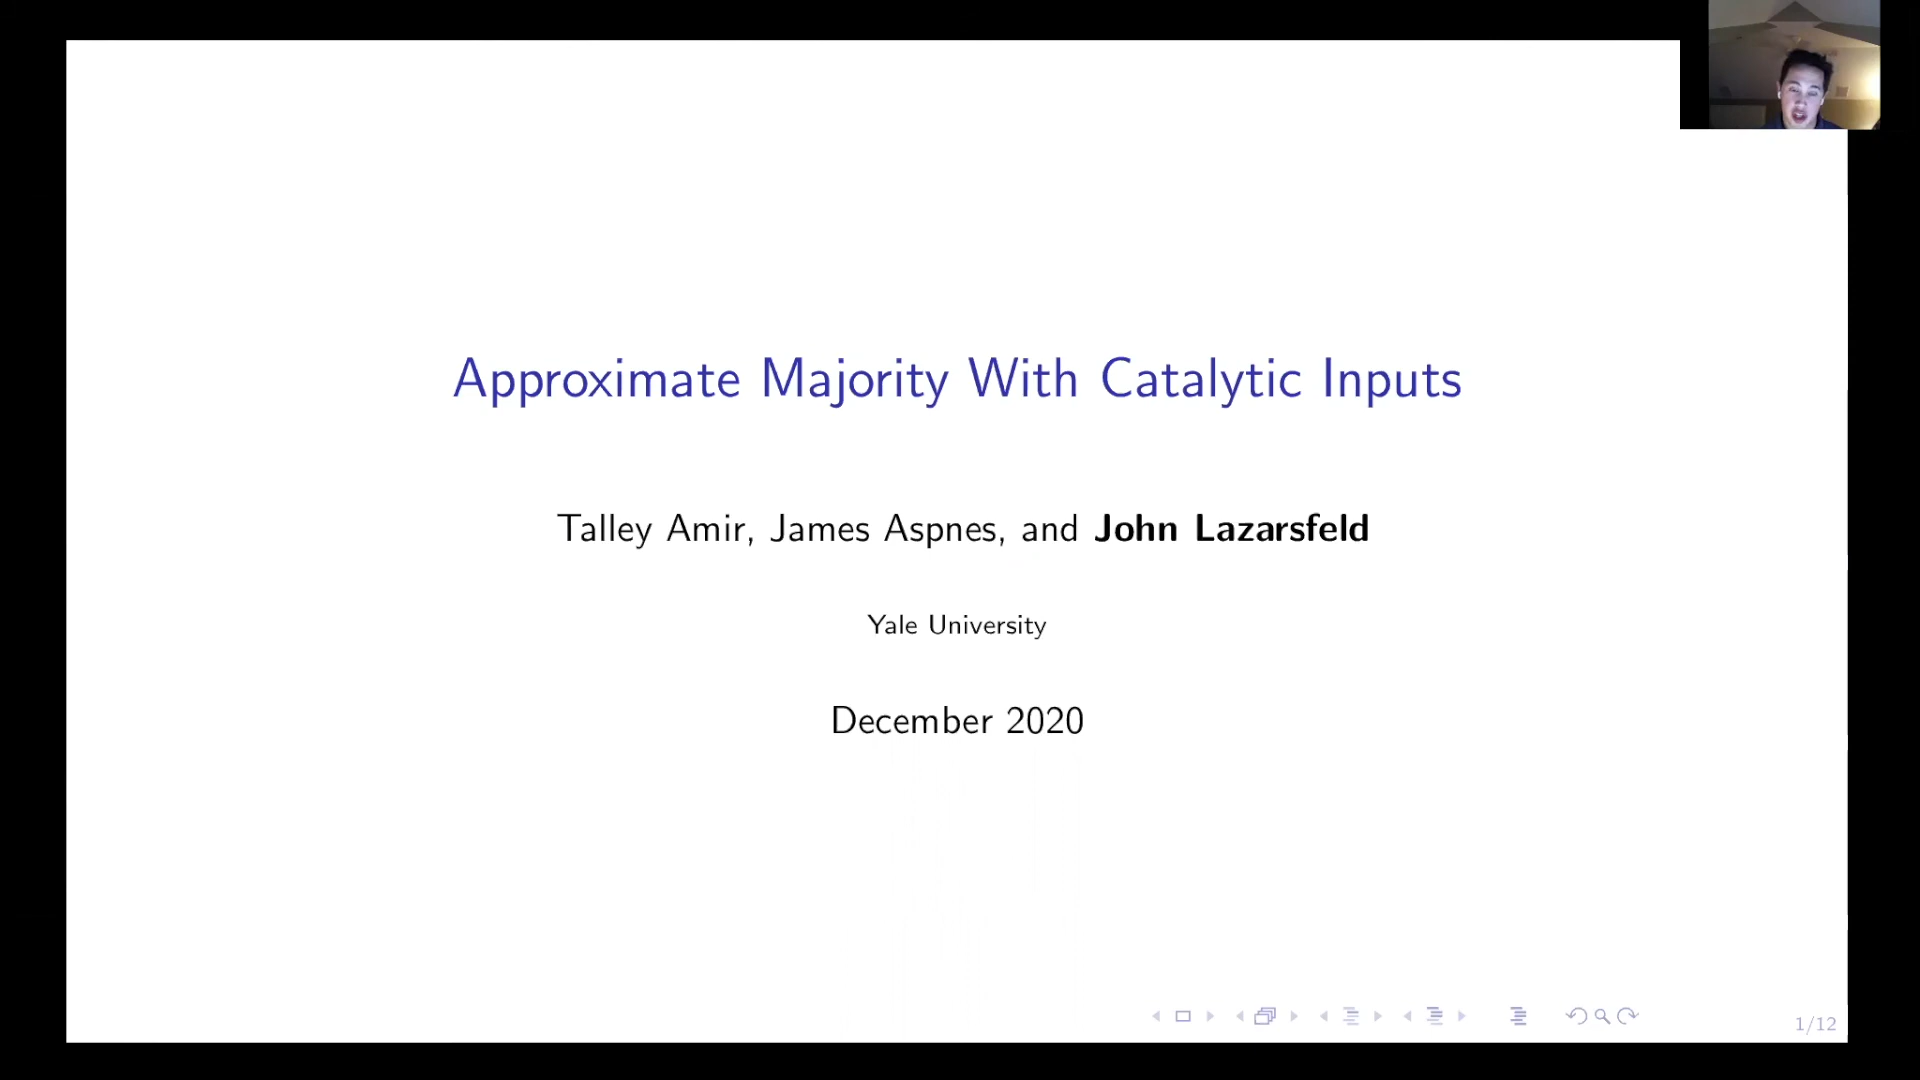 Approximate Majority With Catalytic Inputs
Talley Amir, James Aspnes, and John Lazarsfeld
Yale University
December 2020
1/12